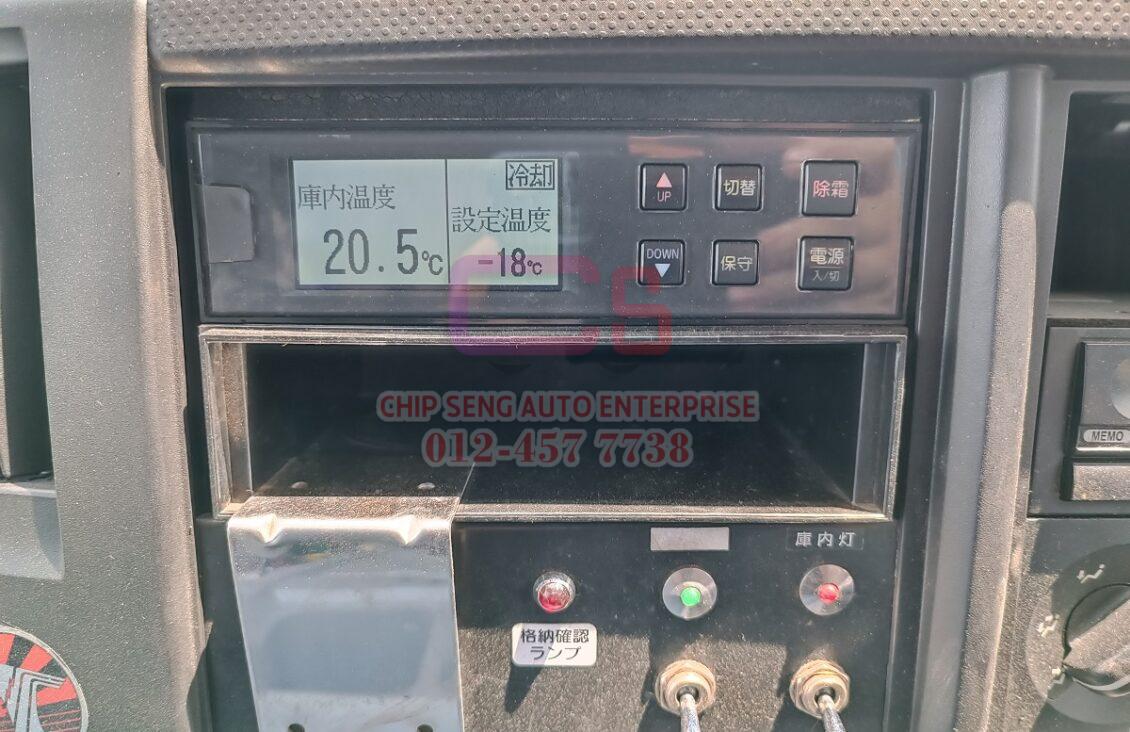 冷却
庫内温度
設定温度
20.5℃
-18℃
▲
UP
切替
除霜
DOWN
▼
保守
電源
入/切
CCS
CHIP SENG AUTO ENTERPRISE
012-457 7738
MEMO
庫内灯
格納確認
ランプ